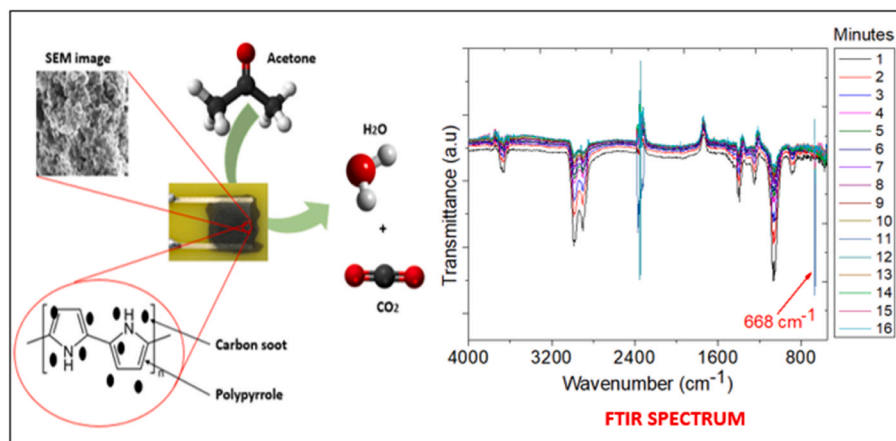 SEM image
Acetone
H2O
+
CO2
N
H
H
N
n
Carbon soot
Polypyrrole
Transmittance (a.u)
4000 3200 2400 1600 800
Wavenumber (cm-1)
668 cm-1
FTIR SPECTRUM
Minutes
1
2
3
4
5
6
7
8
9
10
11
12
13
14
15
16